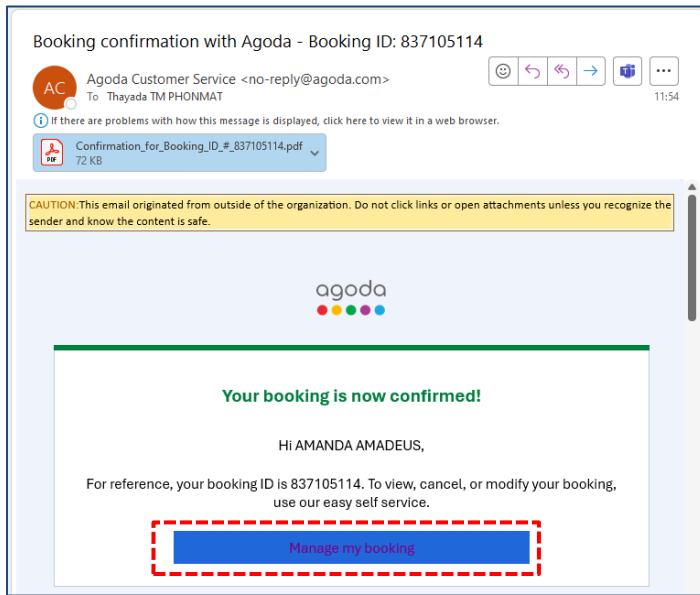 Booking confirmation with Agoda - Booking ID: 837105114
AC
Agoda Customer Service <no-reply@agoda.com>
To Thayada TM PHONMAT
11:54
If there are problems with how this message is displayed, click here to view it in a web browser.
PDF
Confirmation_for_Booking_ID_#_837105114.pdf
72 KB
CAUTION:This email originated from outside of the organization. Do not click links or open attachments unless you recognize the
sender and know the content is safe.
agoda
Your booking is now confirmed!
Hi AMANDA AMADEUS,
For reference, your booking ID is 837105114. To view, cancel, or modify your booking,
use our easy self service.
Manage my booking